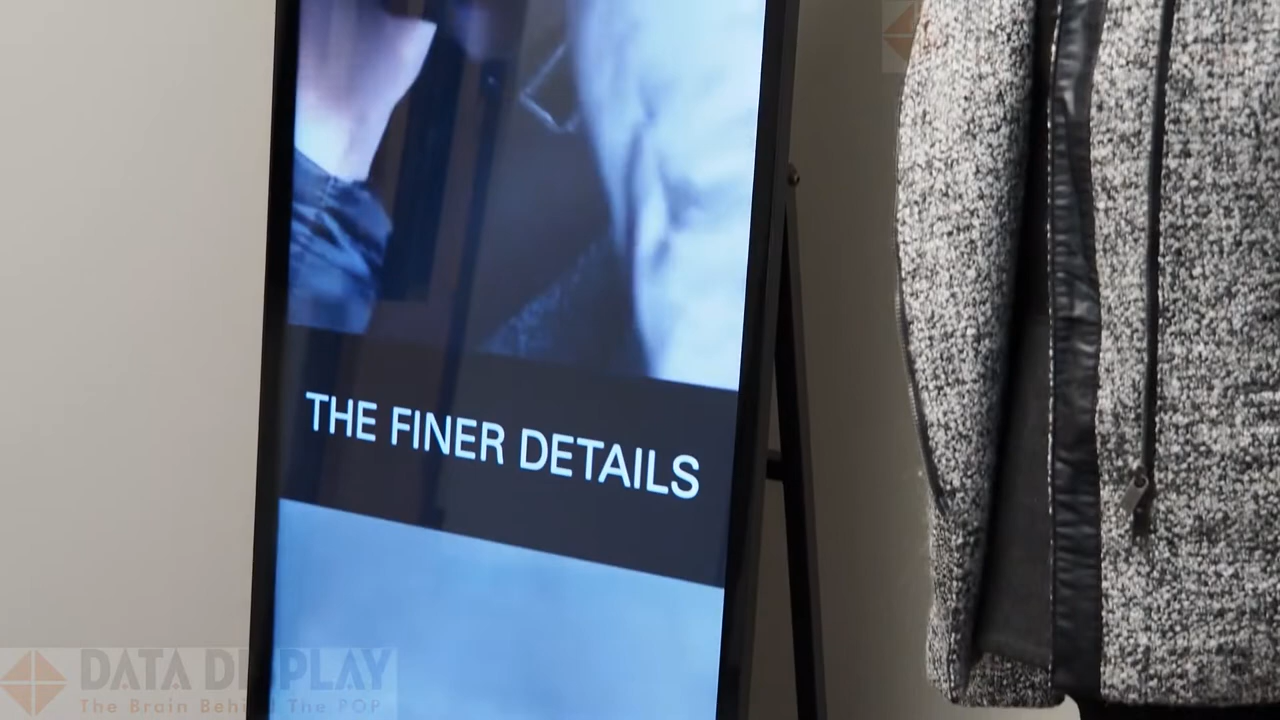 THE FINER DETAILS
DATA DISPLAY
The Brain Behind The POP